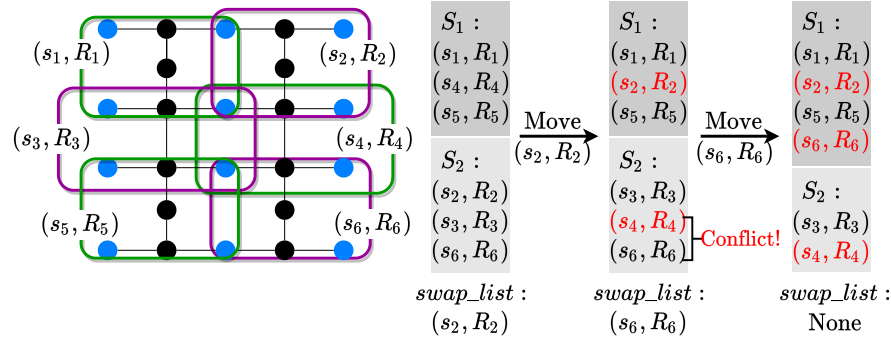 (s₁, R₁)
(s₂, R₂)
(s₃, R₃)
(s₄, R₄)
(s₅, R₅)
(s₆, R₆)
S₁ :
(s₁, R₁)
(s₄, R₄)
(s₅, R₅)
S₂ :
(s₂, R₂)
(s₃, R₃)
(s₆, R₆)
swap_list :
(s₂, R₂)
Move
(s₂, R₂)
S₁ :
(s₁, R₁)
(s₂, R₂)
(s₅, R₅)
S₂ :
(s₃, R₃)
(s₄, R₄)
(s₆, R₆)
Conflict!
swap_list :
(s₆, R₆)
Move
(s₆, R₆)
S₁ :
(s₁, R₁)
(s₂, R₂)
(s₅, R₅)
(s₆, R₆)
S₂ :
(s₃, R₃)
(s₄, R₄)
swap_list :
None